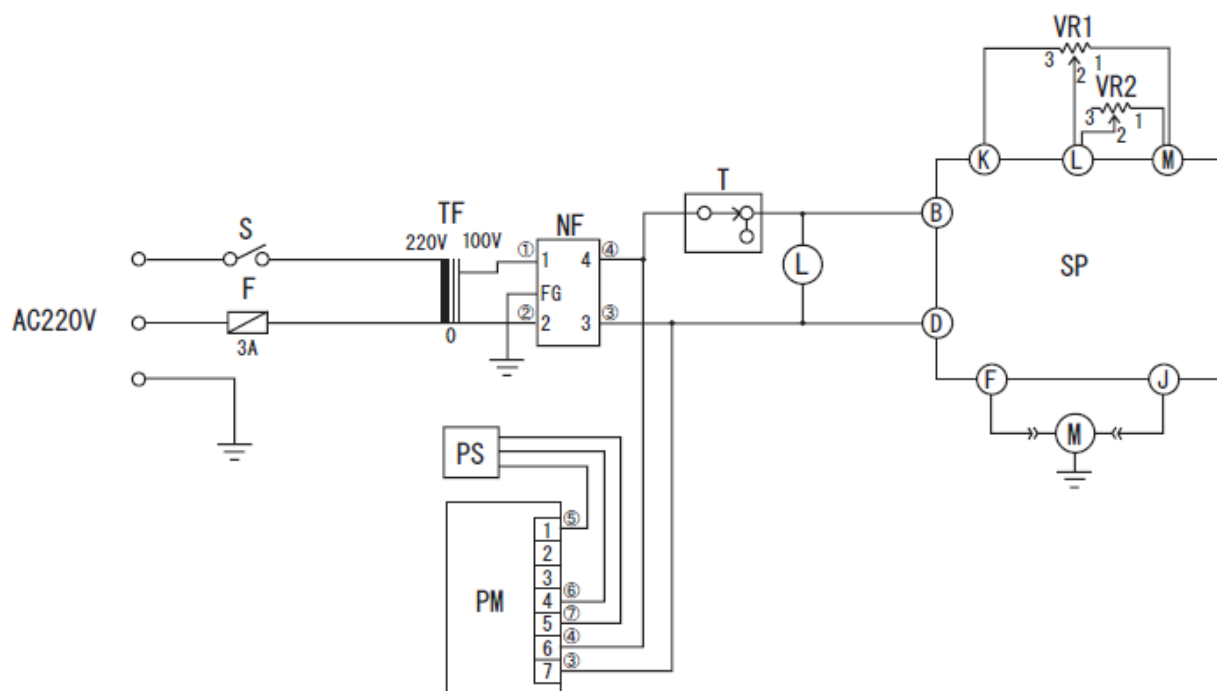 VR1
3 1
2
VR2
3 1
2
K L M
T
S
TF
220V 100V
NF
① 1 4 ④
B
F
FG
L
SP
AC220V
② 2 3 ③
D
3A
0
F J
M
PS
1 ⑤
2
3
PM
4 ⑥
5 ⑦
6 ④
7 ③